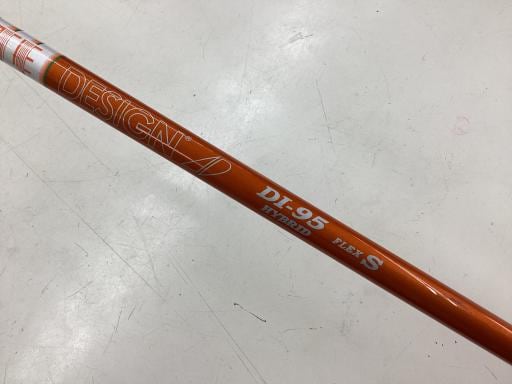 DESIGN®
DI-95
HYBRID
FLEX S